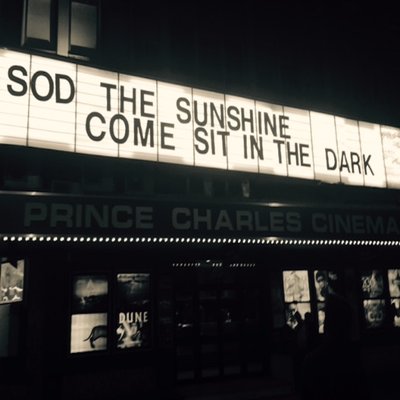 SOD THE SUNSHINE
COME SIT IN THE DARK
PRINCE CHARLES CINEMA
DUNE